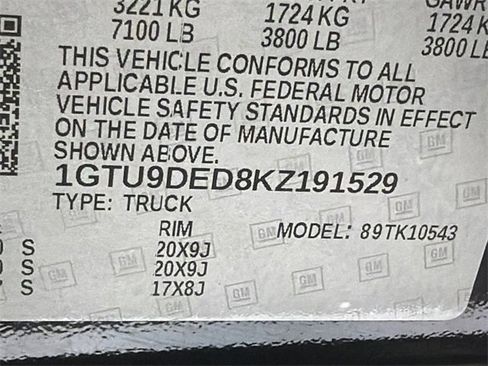 3221 KG 1724 KG 1724 K
7100 LB 3800 LB 3800 LB
THIS VEHICLE CONFORMS TO ALL
APPLICABLE U.S. FEDERAL MOTOR
VEHICLE SAFETY STANDARDS IN EFFECT
ON THE DATE OF MANUFACTURE
SHOWN ABOVE.
1GTU9DED8KZ191529
TYPE: TRUCK MODEL: 89TK10543
RIM
S 20X9J
S 20X9J
S 17X8J
GM